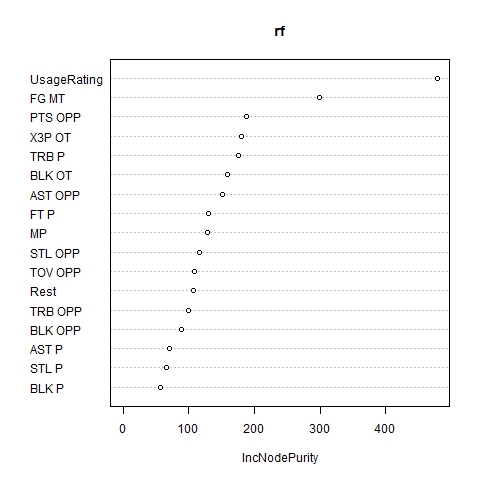 rf
UsageRating
FG MT
PTS OPP
X3P OT
TRB P
BLK OT
AST OPP
FT P
MP
STL OPP
TOV OPP
Rest
TRB OPP
BLK OPP
AST P
STL P
BLK P
0 100 200 300 400
IncNodePurity